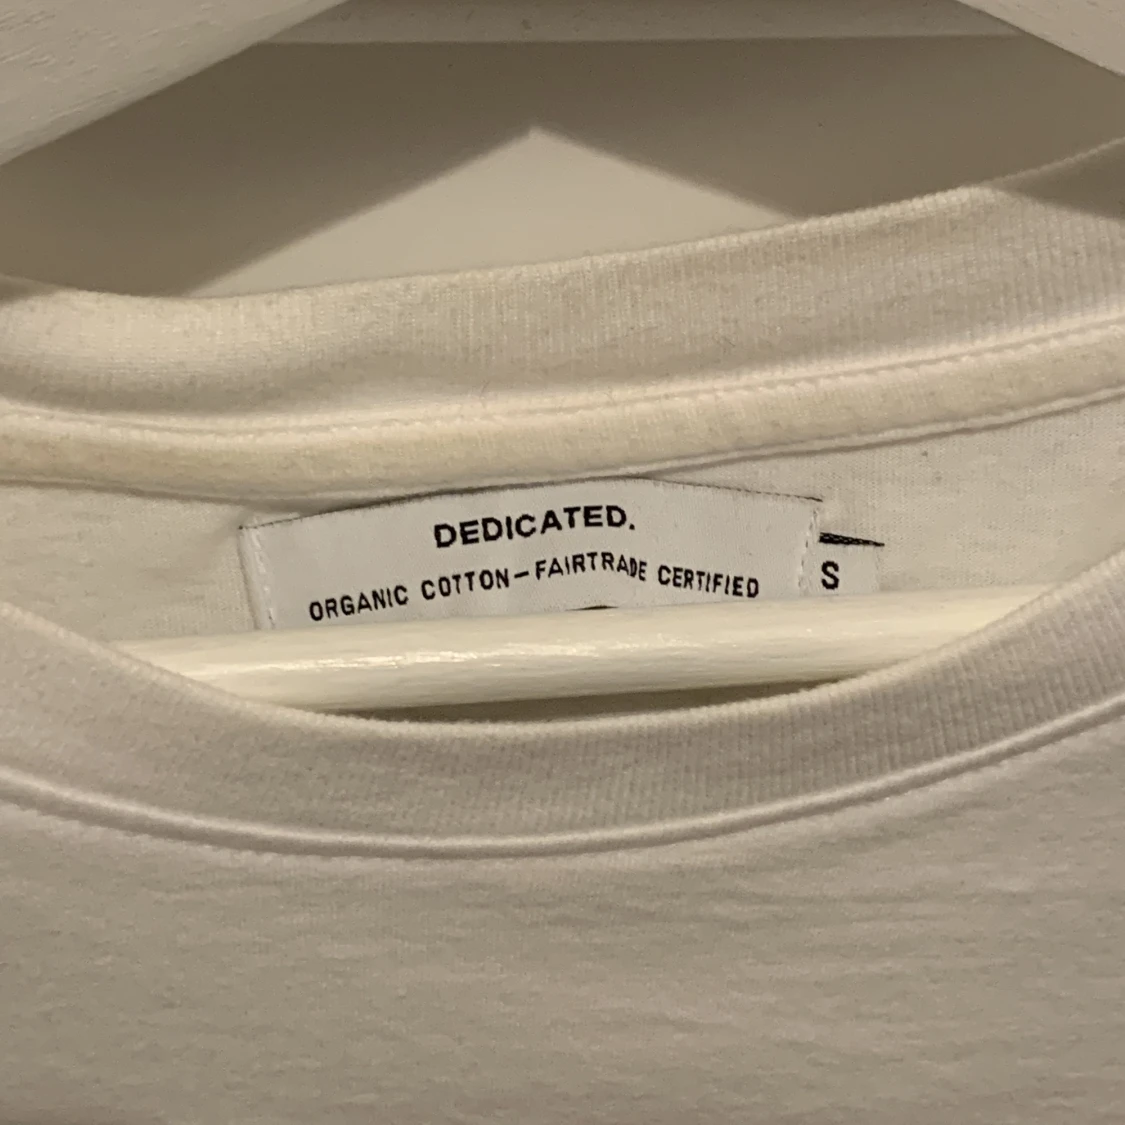 DEDICATED.
ORGANIC COTTON–FAIRTRADE CERTIFIED
S